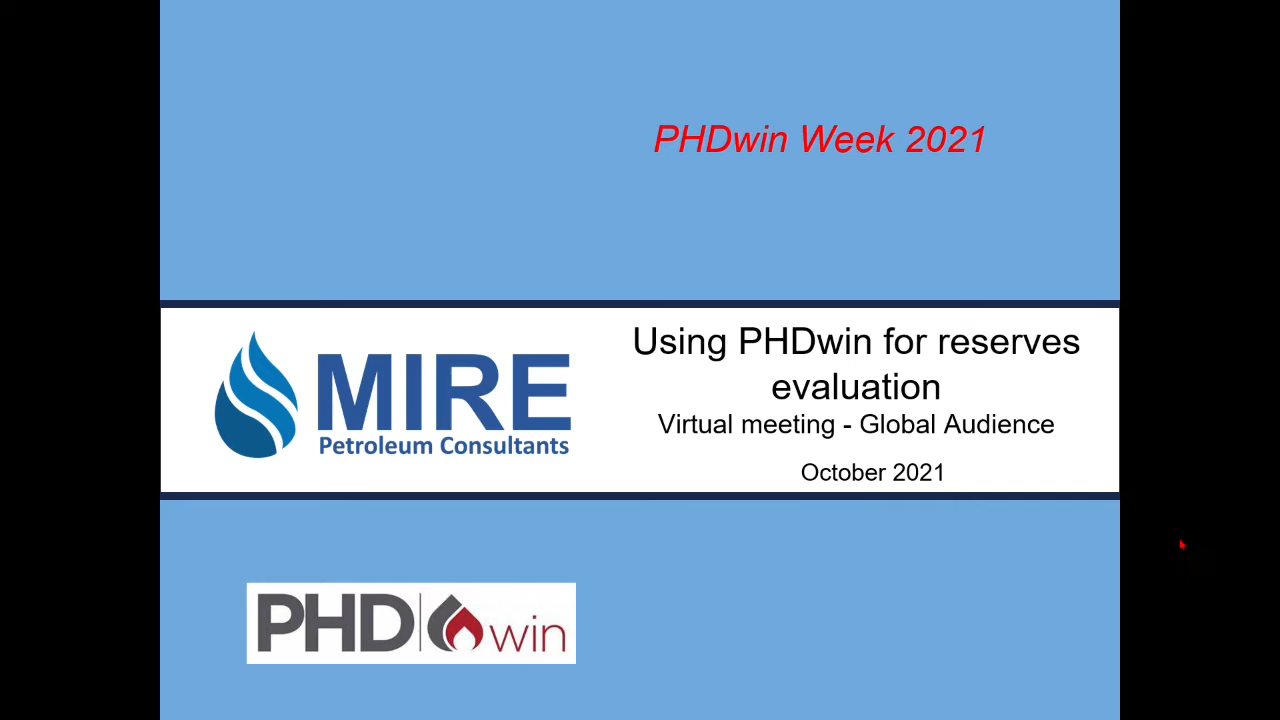 PHDwin Week 2021
MIRE
Petroleum Consultants
Using PHDwin for reserves
evaluation
Virtual meeting - Global Audience
October 2021
PHD win